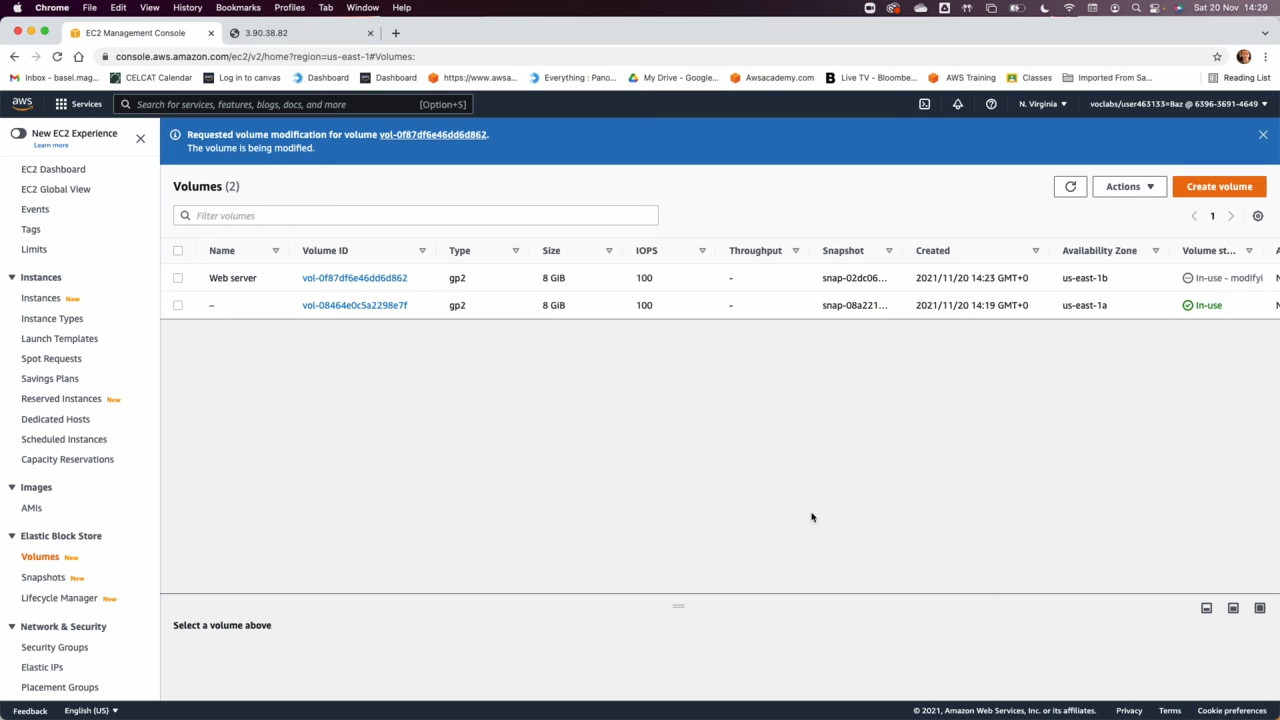 Chrome File Edit View History Bookmarks Profiles Tab Window Help Sat 20 Nov 14:29
EC2 Management Console 3.90.38.82
console.aws.amazon.com/ec2/v2/home?region=us-east-1#Volumes:
Inbox - basel.mag... CELCAT Calendar Log in to canvas Dashboard Dashboard https://www.awsa... Everything : Pano... My Drive - Google... Awsacademy.com Live TV – Bloombe... AWS Training Classes Imported From Sa... Reading List
aws Services Search for services, features, blogs, docs, and more [Option+S] N. Virginia voclabs/user463133=Baz @ 6396-3691-4649
New EC2 Experience
Learn more
Requested volume modification for volume vol-0f87df6e46dd6d862.
The volume is being modified.
EC2 Dashboard
EC2 Global View
Events
Tags
Limits
Instances
Instances New
Instance Types
Launch Templates
Spot Requests
Savings Plans
Reserved Instances New
Dedicated Hosts
Scheduled Instances
Capacity Reservations
Images
AMIs
Elastic Block Store
Volumes New
Snapshots New
Lifecycle Manager New
Network & Security
Security Groups
Elastic IPs
Placement Groups
Volumes (2)
Actions
Create volume
Filter volumes
1
Name Volume ID Type Size IOPS Throughput Snapshot Created Availability Zone Volume st... A
Web server vol-0f87df6e46dd6d862 gp2 8 GiB 100 - snap-02dc06... 2021/11/20 14:23 GMT+0 us-east-1b In-use - modifyi
– vol-08464e0c5a2298e7f gp2 8 GiB 100 - snap-08a221... 2021/11/20 14:19 GMT+0 us-east-1a In-use
Select a volume above
Feedback English (US) © 2021, Amazon Web Services, Inc. or its affiliates. Privacy Terms Cookie preferences